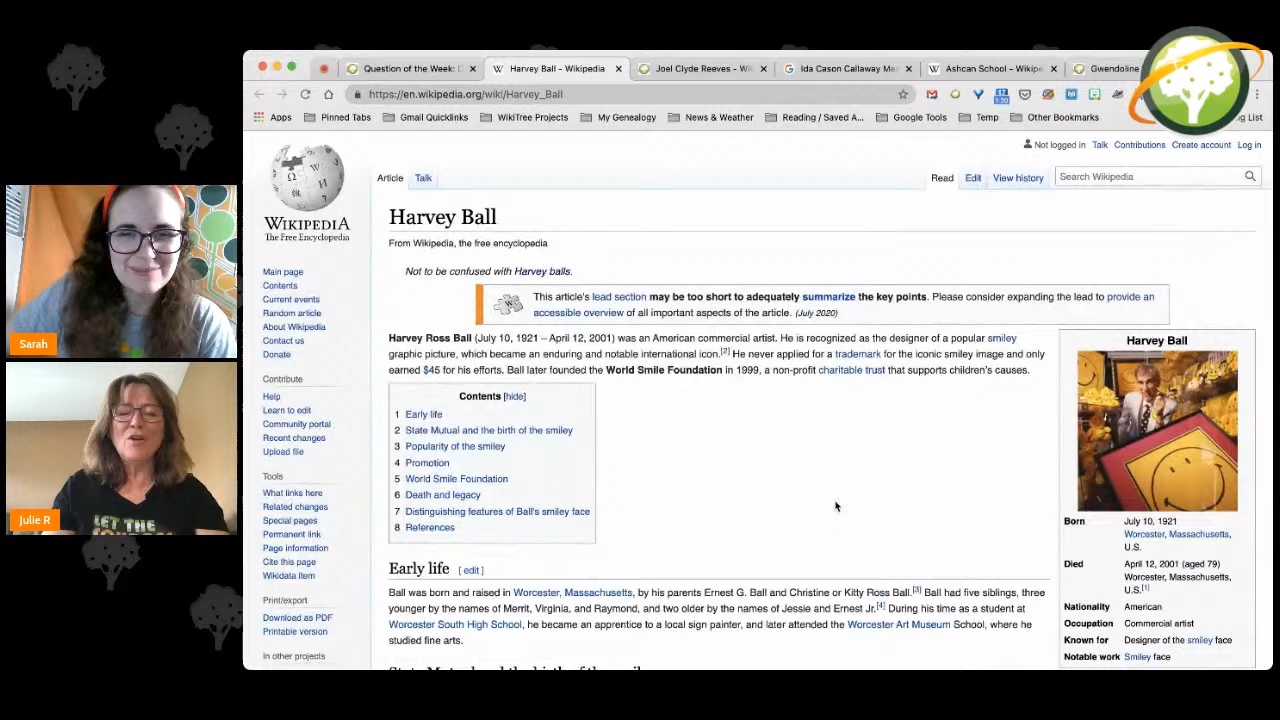 Question of the Week:
Harvey Ball - Wikipedia
Joel Clyde Reeves - Wi
Ida Cason Callaway Me
Ashcan School - Wikipe
Gwendoline
https://en.wikipedia.org/wiki/Harvey_Ball
17
Apps
Pinned Tabs
Gmail Quicklinks
WikiTree Projects
My Genealogy
News & Weather
Reading / Saved A...
Google Tools
Temp
Other Bookmarks
ng List
Not logged in Talk Contributions Create account Log in
Article Talk
Read Edit View history
Search Wikipedia
WIKIPEDIA
The Free Encyclopedia
Main page
Contents
Current events
Random article
About Wikipedia
Contact us
Donate
Contribute
Help
Learn to edit
Community portal
Recent changes
Upload file
Tools
What links here
Related changes
Special pages
Permanent link
Page information
Cite this page
Wikidata item
Print/export
Download as PDF
Printable version
In other projects
Harvey Ball
From Wikipedia, the free encyclopedia
Not to be confused with Harvey balls.
This article's lead section may be too short to adequately summarize the key points. Please consider expanding the lead to provide an
accessible overview of all important aspects of the article. (July 2020)
Harvey Ross Ball (July 10, 1921 – April 12, 2001) was an American commercial artist. He is recognized as the designer of a popular smiley
graphic picture, which became an enduring and notable international icon.[2] He never applied for a trademark for the iconic smiley image and only
earned $45 for his efforts. Ball later founded the World Smile Foundation in 1999, a non-profit charitable trust that supports children's causes.
Contents [hide]
1 Early life
2 State Mutual and the birth of the smiley
3 Popularity of the smiley
4 Promotion
5 World Smile Foundation
6 Death and legacy
7 Distinguishing features of Ball's smiley face
8 References
Early life [ edit ]
Ball was born and raised in Worcester, Massachusetts, by his parents Ernest G. Ball and Christine or Kitty Ross Ball.[3] Ball had five siblings, three
younger by the names of Merrit, Virginia, and Raymond, and two older by the names of Jessie and Ernest Jr.[4] During his time as a student at
Worcester South High School, he became an apprentice to a local sign painter, and later attended the Worcester Art Museum School, where he
studied fine arts.
Harvey Ball
Born July 10, 1921
Worcester, Massachusetts,
U.S.
Died April 12, 2001 (aged 79)
Worcester, Massachusetts,
U.S.[1]
Nationality American
Occupation Commercial artist
Known for Designer of the smiley face
Notable work Smiley face
Sarah
Julie R
LET THE